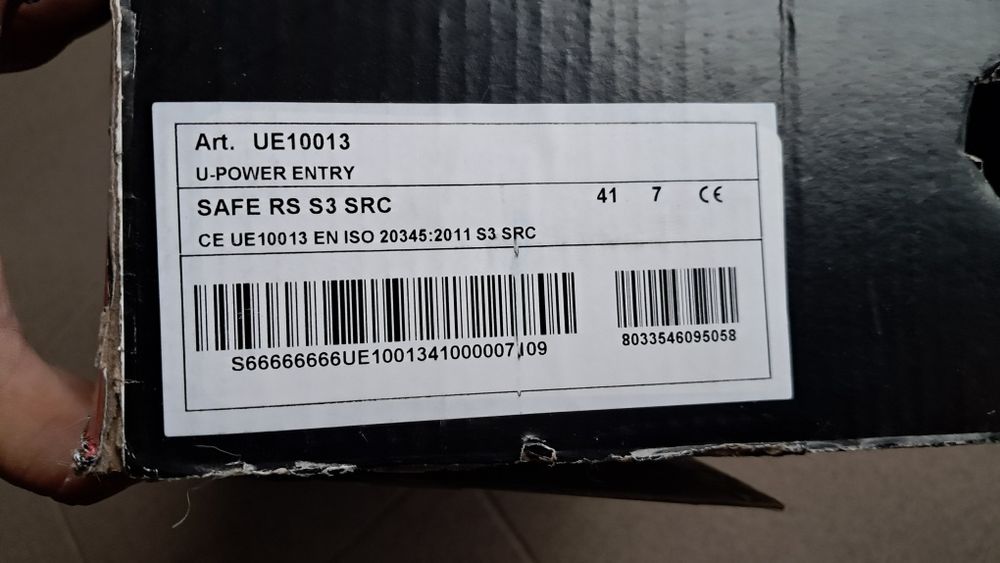 Art. UE10013
U-POWER ENTRY
SAFE RS S3 SRC 41 7 CE
CE UE10013 EN ISO 20345:2011 S3 SRC
8033546095058